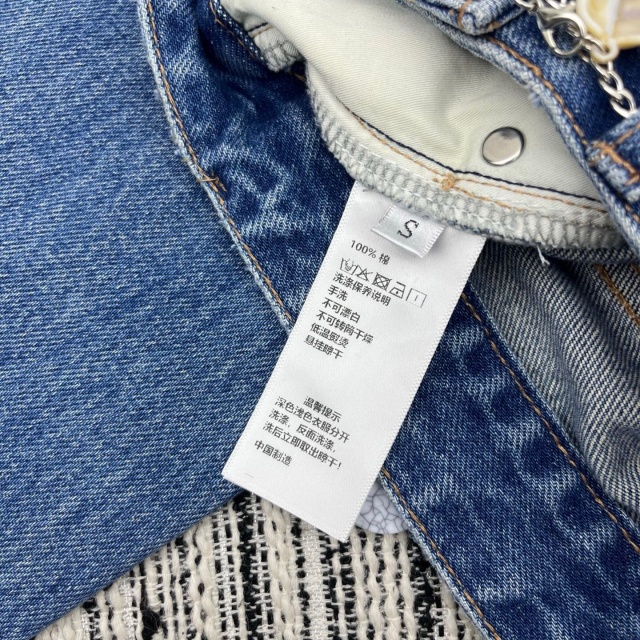 S
100% 棉
洗涤保养说明
手洗
不可漂白
不可转筒干燥
低温熨烫
悬挂晾干
温馨提示
深色浅色衣服分开
洗涤，反面洗涤，
洗后立即取出晾干！
中国制造